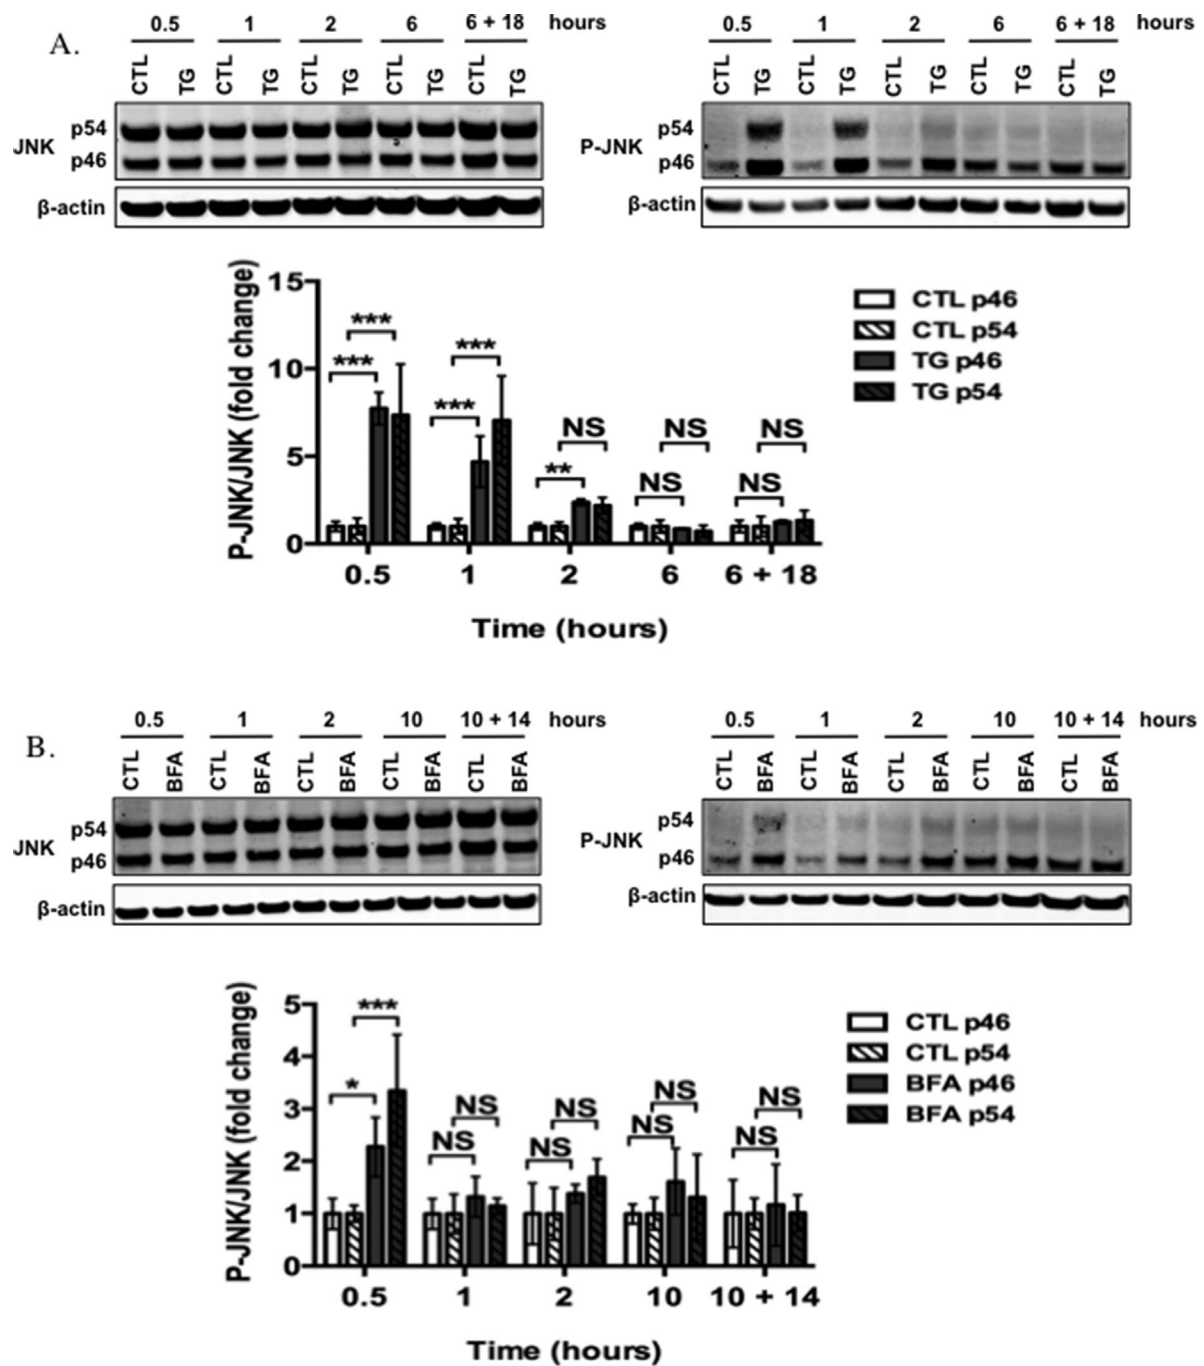 A.
0.5 1 2 6 6 + 18 hours
CTL TG CTL TG CTL TG CTL TG CTL TG
JNK
p54
p46
β-actin
0.5 1 2 6 6 + 18 hours
CTL TG CTL TG CTL TG CTL TG CTL TG
P-JNK
p54
p46
β-actin
P-JNK/JNK (fold change)
15
10
5
0
*** *** *** *** ** NS NS NS NS NS
0.5 1 2 6 6 + 18
Time (hours)
CTL p46
CTL p54
TG p46
TG p54
B.
0.5 1 2 10 10 + 14 hours
CTL BFA CTL BFA CTL BFA CTL BFA CTL BFA
JNK
p54
p46
β-actin
0.5 1 2 10 10 + 14 hours
CTL BFA CTL BFA CTL BFA CTL BFA CTL BFA
P-JNK
p54
p46
β-actin
P-JNK/JNK (fold change)
5
4
3
2
1
0
* *** NS NS NS NS NS NS NS NS
0.5 1 2 10 10 + 14
Time (hours)
CTL p46
CTL p54
BFA p46
BFA p54